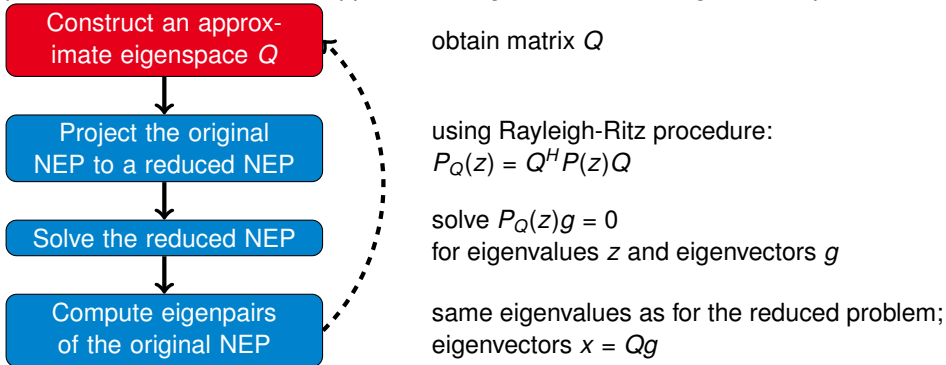 Construct an approx-
imate eigenspace Q
obtain matrix Q
Project the original
NEP to a reduced NEP
using Rayleigh-Ritz procedure:
P_Q(z) = Q^H P(z)Q
Solve the reduced NEP
solve P_Q(z)g = 0
for eigenvalues z and eigenvectors g
Compute eigenpairs
of the original NEP
same eigenvalues as for the reduced problem;
eigenvectors x = Qg